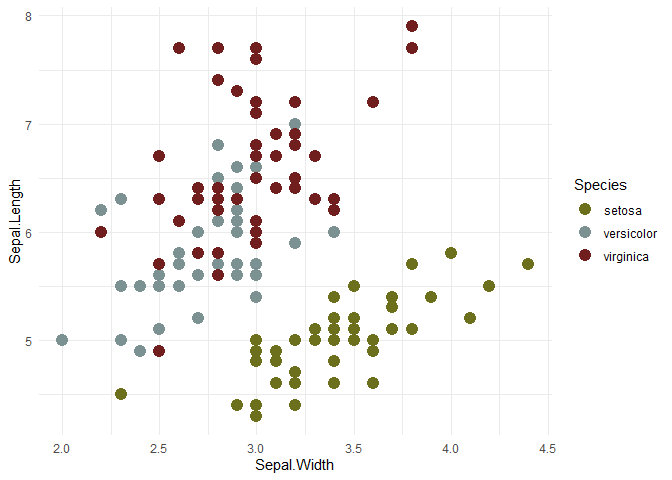 8
7
6
5
Sepal.Length
2.0 2.5 3.0 3.5 4.0 4.5
Sepal.Width
Species
setosa
versicolor
virginica